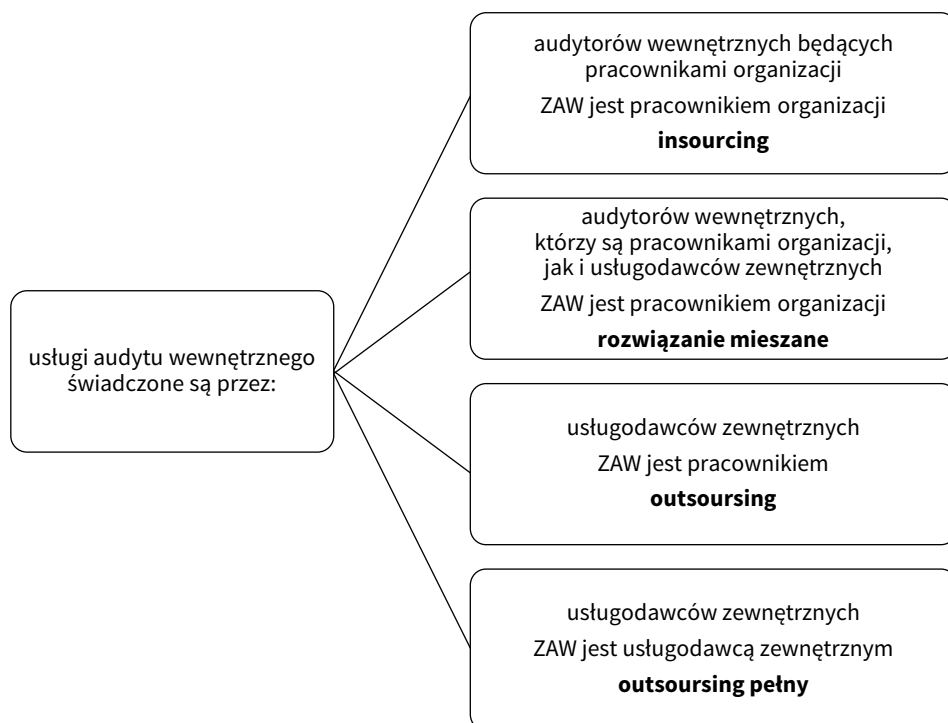 usługi audytu wewnętrznego
świadczone są przez:
audytorów wewnętrznych będących
pracownikami organizacji
ZAW jest pracownikiem organizacji
insourcing
audytorów wewnętrznych,
którzy są pracownikami organizacji,
jak i usługodawców zewnętrznych
ZAW jest pracownikiem organizacji
rozwiązanie mieszane
usługodawców zewnętrznych
ZAW jest pracownikiem
outsoursing
usługodawców zewnętrznych
ZAW jest usługodawcą zewnętrznym
outsoursing pełny